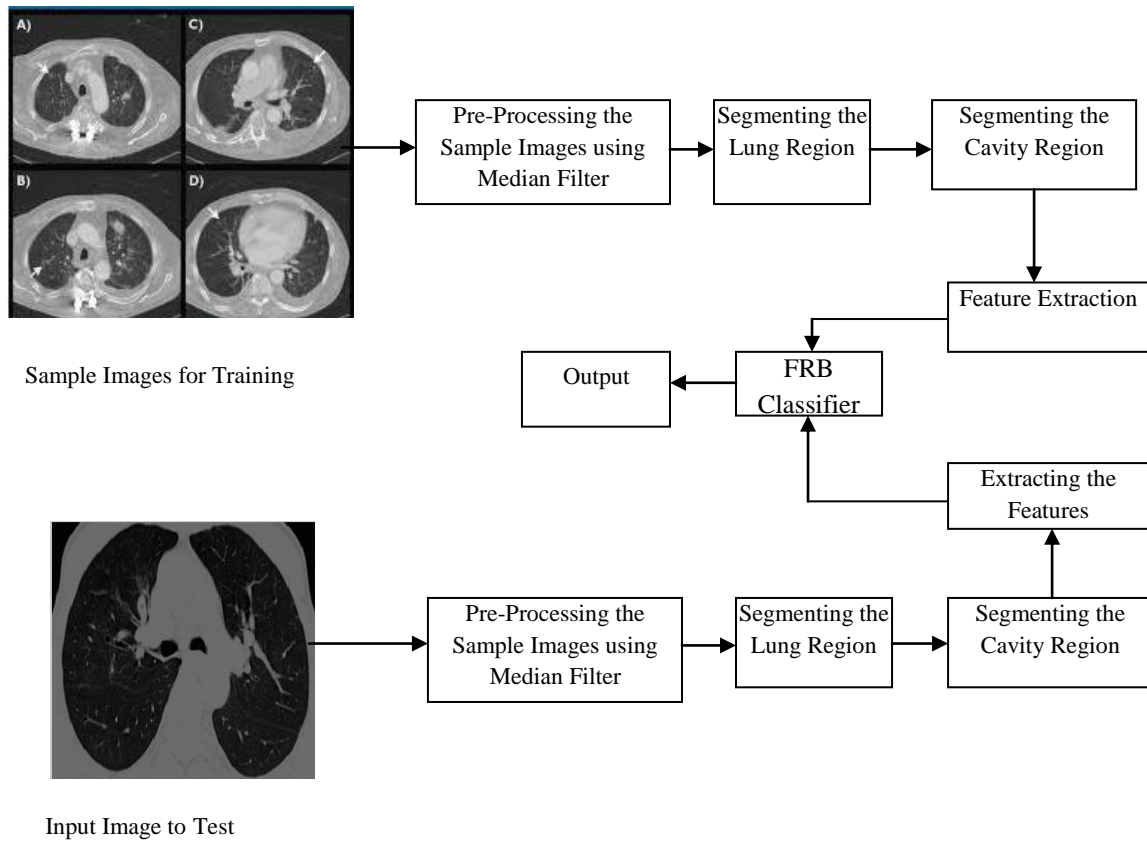 A)
C)
B)
D)
Sample Images for Training
Pre-Processing the
Sample Images using
Median Filter
Segmenting the
Lung Region
Segmenting the
Cavity Region
Feature Extraction
FRB
Classifier
Output
Extracting the
Features
Input Image to Test
Pre-Processing the
Sample Images using
Median Filter
Segmenting the
Lung Region
Segmenting the
Cavity Region